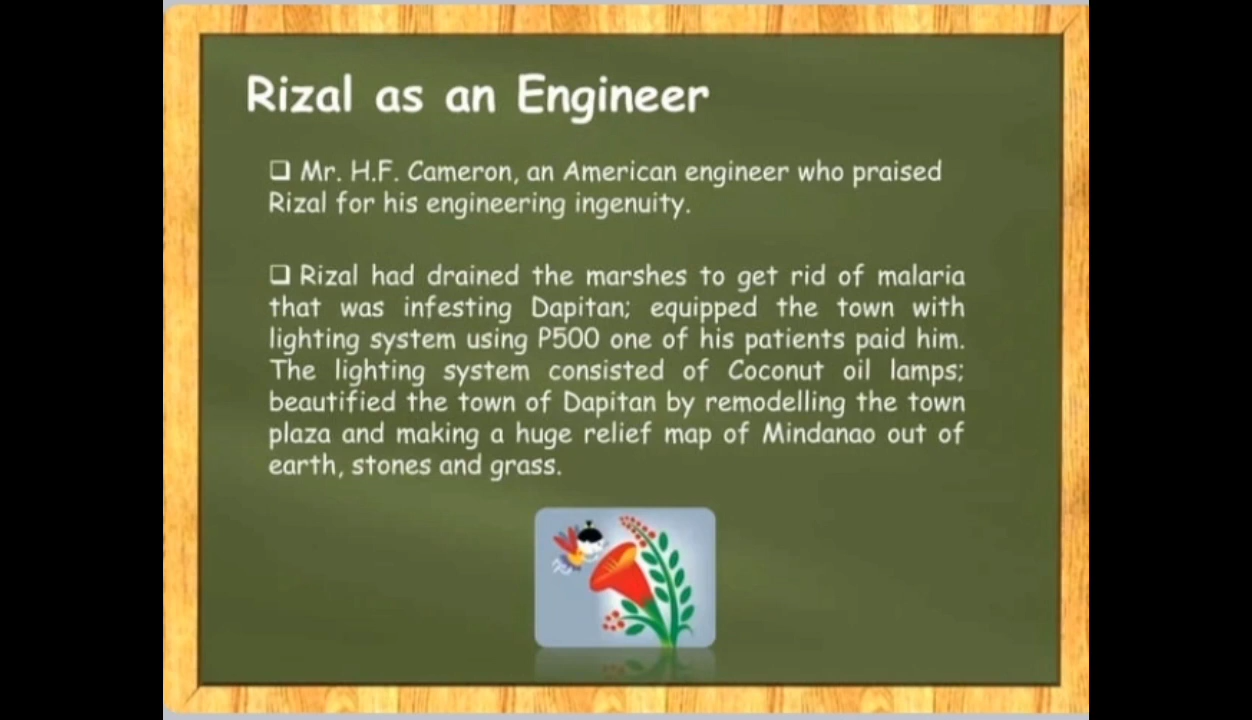 Rizal as an Engineer
❑ Mr. H.F. Cameron, an American engineer who praised
Rizal for his engineering ingenuity.
❑ Rizal had drained the marshes to get rid of malaria
that was infesting Dapitan; equipped the town with
lighting system using P500 one of his patients paid him.
The lighting system consisted of Coconut oil lamps;
beautified the town of Dapitan by remodelling the town
plaza and making a huge relief map of Mindanao out of
earth, stones and grass.